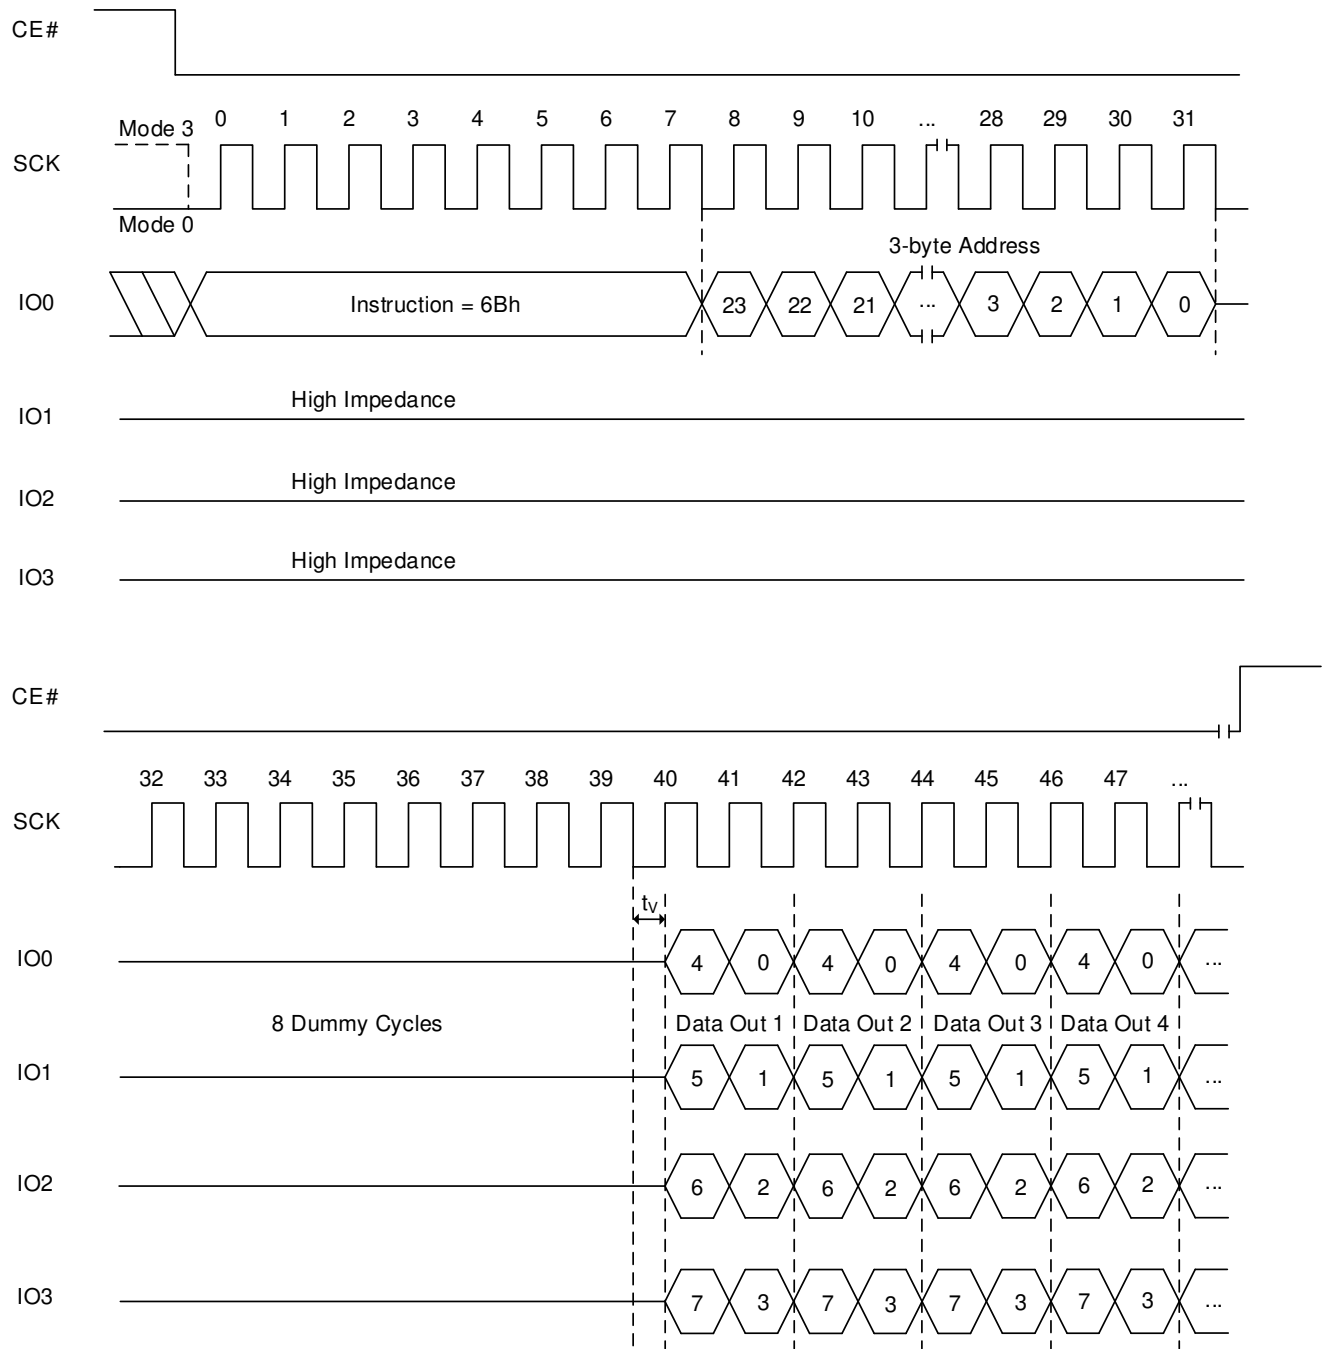 CE#
Mode 3 0 1 2 3 4 5 6 7 8 9 10 ... 28 29 30 31
SCK
Mode 0
3-byte Address
IO0 Instruction = 6Bh 23 22 21 ... 3 2 1 0
High Impedance
IO1
High Impedance
IO2
High Impedance
IO3
CE#
32 33 34 35 36 37 38 39 40 41 42 43 44 45 46 47 ...
SCK
tV
IO0 4 0 4 0 4 0 4 0 ...
8 Dummy Cycles Data Out 1 Data Out 2 Data Out 3 Data Out 4
IO1 5 1 5 1 5 1 5 1 ...
IO2 6 2 6 2 6 2 6 2 ...
IO3 7 3 7 3 7 3 7 3 ...